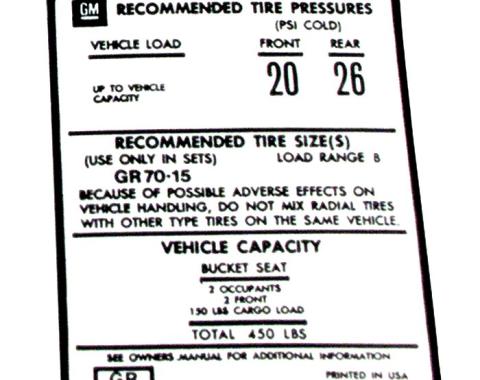 GM RECOMMENDED TIRE PRESSURES
(PSI COLD)
VEHICLE LOAD FRONT REAR
UP TO VEHICLE
CAPACITY
20 26
RECOMMENDED TIRE SIZE(S)
(USE ONLY IN SETS) LOAD RANGE B
GR70-15
BECAUSE OF POSSIBLE ADVERSE EFFECTS ON
VEHICLE HANDLING, DO NOT MIX RADIAL TIRES
WITH OTHER TYPE TIRES ON THE SAME VEHICLE.
VEHICLE CAPACITY
BUCKET SEAT
2 OCCUPANTS
2 FRONT
150 LBS CARGO LOAD
TOTAL 450 LBS
SEE OWNERS MANUAL FOR ADDITIONAL INFORMATION
PRINTED IN USA